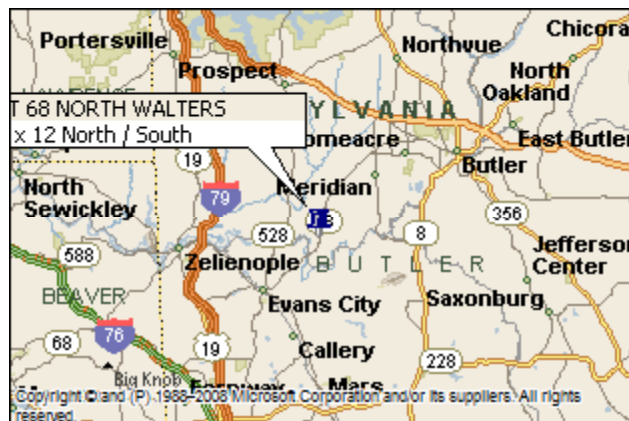 Portersville
Chicora
Northvue
Prospect
North
Oakland
T 68 NORTH WALTERS
YLVANIA
x 12 North / South
omeacre
East Butler
19
Butler
North
Sewickley
Meridian
79
356
528
8
588
Zelienople
BUTLER
Jefferson
Center
BEAVER
Evans City
Saxonburg
76
68
19
Callery
228
Big Knob
Mars
Copyright © and (P) 1988–2008 Microsoft Corporation and/or its suppliers. All rights
reserved.